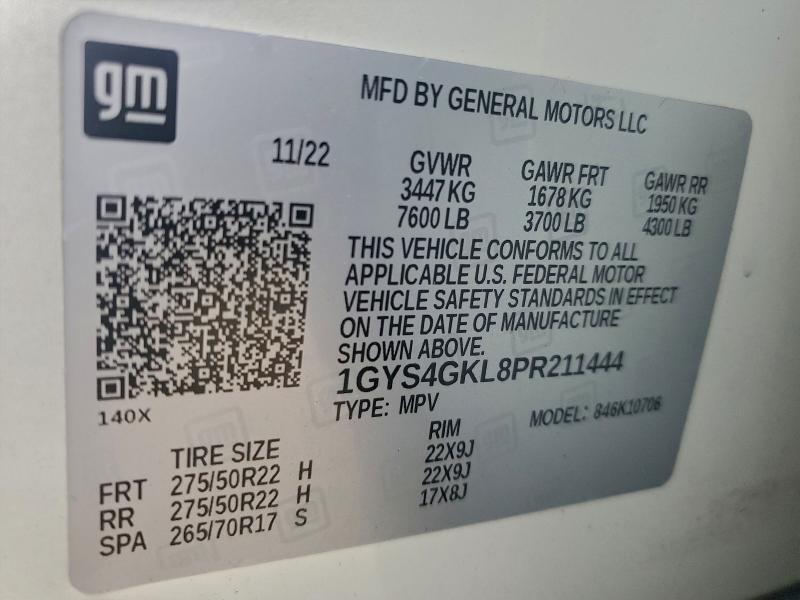 gm
MFD BY GENERAL MOTORS LLC
11/22
GVWR GAWR FRT GAWR RR
3447 KG 1678 KG 1950 KG
7600 LB 3700 LB 4300 LB
THIS VEHICLE CONFORMS TO ALL
APPLICABLE U.S. FEDERAL MOTOR
VEHICLE SAFETY STANDARDS IN EFFECT
ON THE DATE OF MANUFACTURE
SHOWN ABOVE.
1GYS4GKL8PR211444
140X
TYPE: MPV MODEL: 846K10706
TIRE SIZE RIM
FRT 275/50R22 H 22X9J
RR 275/50R22 H 22X9J
SPA 265/70R17 S 17X8J